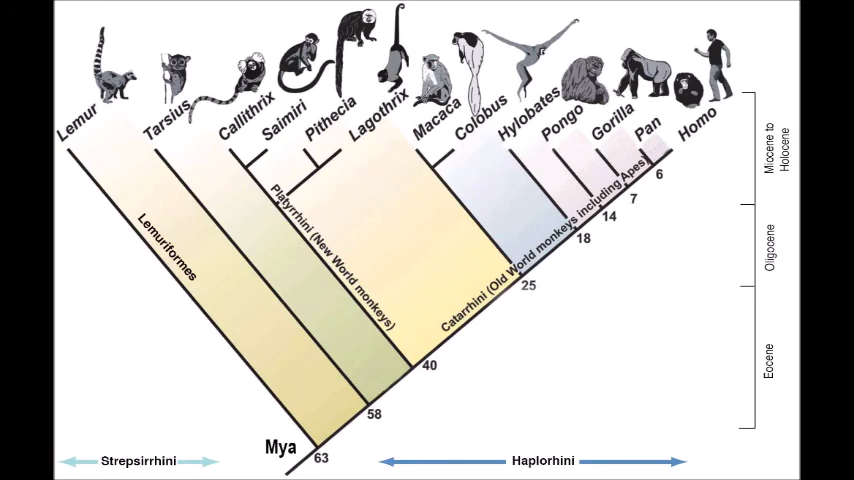 Lemur
Tarsius
Callithrix
Saimiri
Pithecia
Lagothrix
Macaca
Colobus
Hylobates
Pongo
Gorilla
Pan
Homo
Lemuriformes
Platyrrhini (New World monkeys)
Catarrhini (Old World monkeys including Apes)
6
7
14
18
25
40
58
63
Mya
Miocene to
Holocene
Oligocene
Eocene
Strepsirrhini
Haplorhini